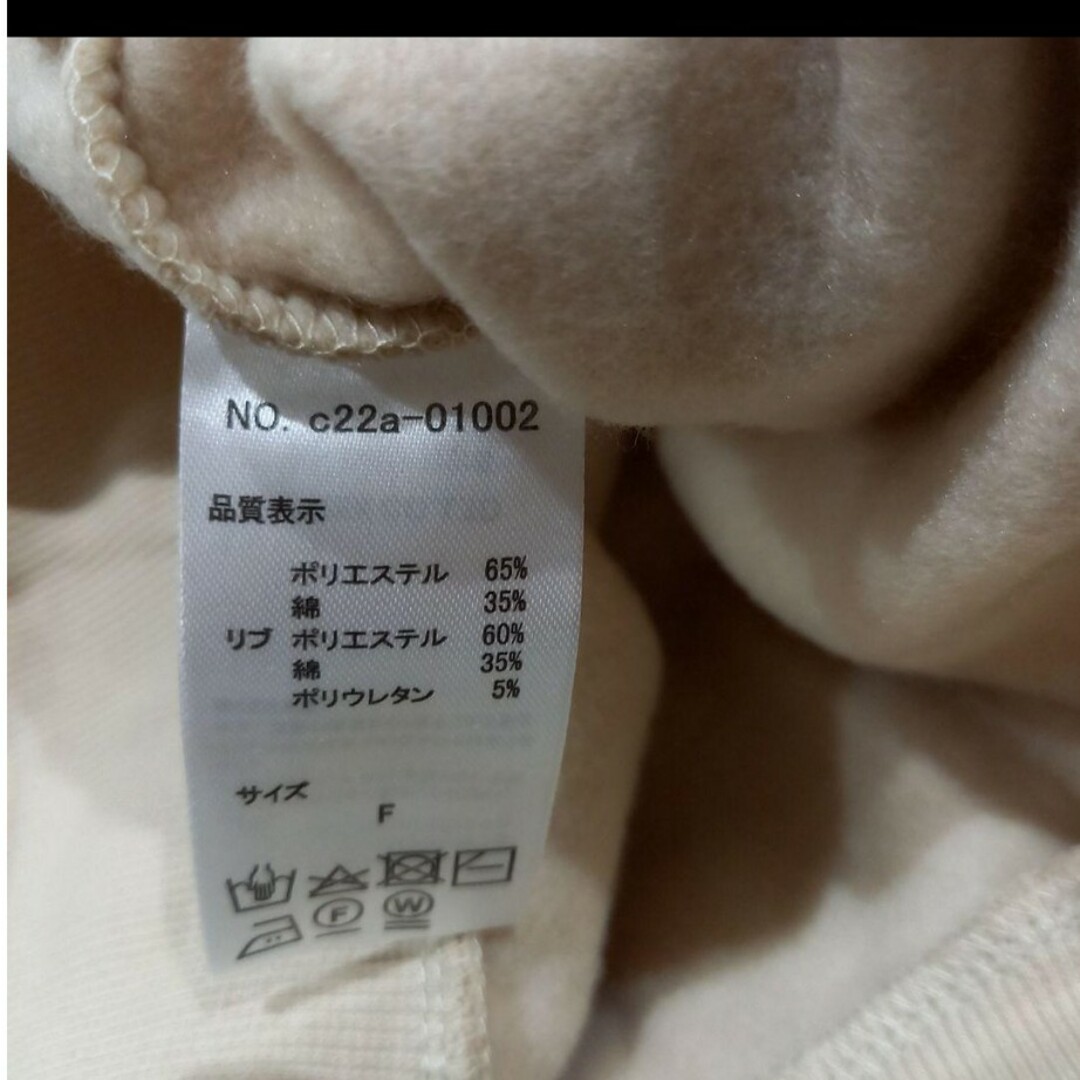 NO. c22a-01002
品質表示
ポリエステル 65%
綿 35%
リブ ポリエステル 60%
綿 35%
ポリウレタン 5%
サイズ
F
F W